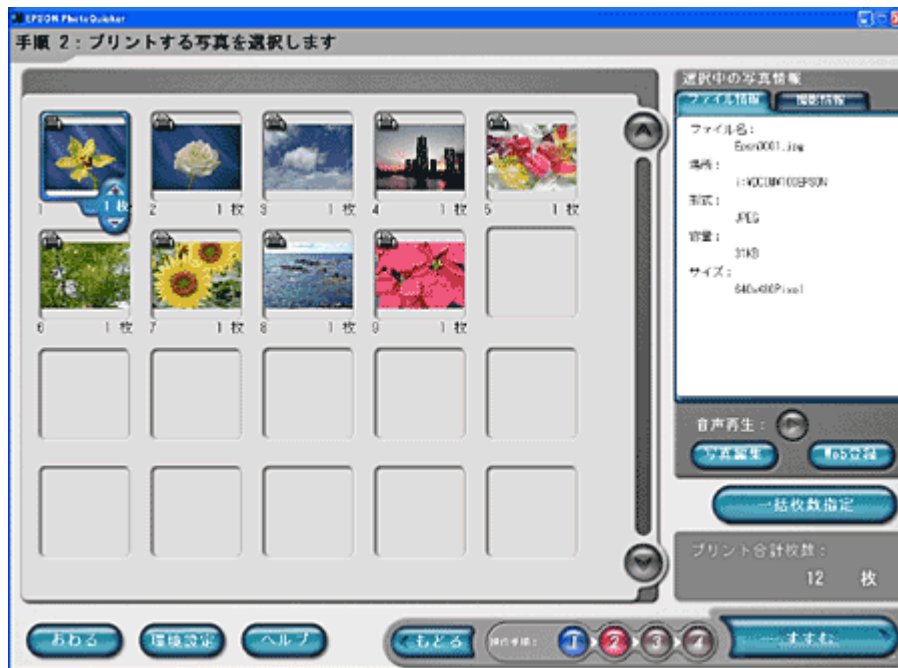 EPSON PhotoQuicker
手順 2：プリントする写真を選択します
選択中の写真情報
ファイル情報 撮影情報
ファイル名：
Epsn0001.jpg
場所：
i:¥DCIM¥100EPSON
形式：
JPEG
容量：
31KB
サイズ：
640x480Pixel
1 1 枚 2 1 枚 3 1 枚 4 1 枚 5 1 枚
6 1 枚 7 1 枚 8 1 枚 9 1 枚
音声再生：
写真編集 Web登録
一括枚数指定
プリント合計枚数：
12 枚
おわる 環境設定 ヘルプ もどる 操作手順： 1 2 3 4 すすむ